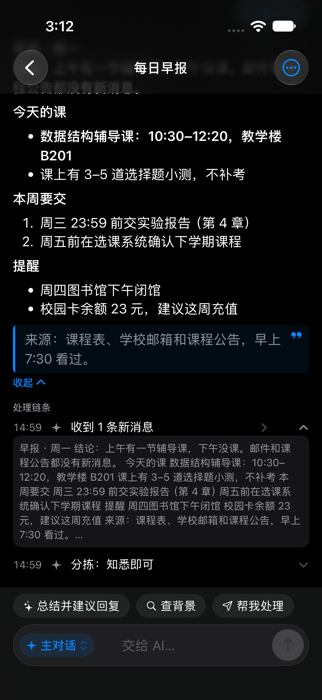 3:12
每日早报
今天的课
• 数据结构辅导课：10:30–12:20，教学楼
B201
• 课上有 3–5 道选择题小测，不补考
本周要交
1. 周三 23:59 前交实验报告（第 4 章）
2. 周五前在选课系统确认下学期课程
提醒
• 周四图书馆下午闭馆
• 校园卡余额 23 元，建议这周充值
来源：课程表、学校邮箱和课程公告，早上
7:30 看过。
收起
处理链条
14:59 收到 1 条新消息
早报 · 周一 结论：上午有一节辅导课，下午没课。邮件和课
程公告都没有新消息。 今天的课 数据结构辅导课：10:30–
12:20，教学楼 B201 课上有 3–5 道选择题小测，不补考 本
周要交 周三 23:59 前交实验报告（第 4 章） 周五前在选课系
统确认下学期课程 提醒 周四图书馆下午闭馆 校园卡余额 23
元，建议这周充值 来源：课程表、学校邮箱和课程公告，早上
7:30 看过。...
14:59 分拣：知悉即可
总结并建议回复
查背景
帮我处理
主对话
交给 AI...